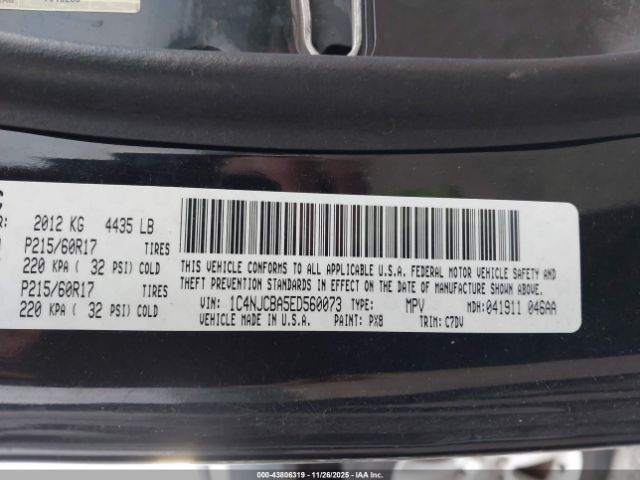 R: 2012 KG 4435 LB
P215/60R17 TIRES
220 KPA ( 32 PSI) COLD
P215/60R17 TIRES
220 KPA ( 32 PSI) COLD
THIS VEHICLE CONFORMS TO ALL APPLICABLE U.S.A. FEDERAL MOTOR VEHICLE SAFETY AND
THEFT PREVENTION STANDARDS IN EFFECT ON THE DATE OF MANUFACTURE SHOWN ABOVE.
VIN: 1C4NJCBA5ED560073 TYPE: MPV MDH: 041911 046AA
VEHICLE MADE IN U.S.A. PAINT: PX8 TRIM: C7DV
00-43806319 | 11/26/2025 - IAA Inc.